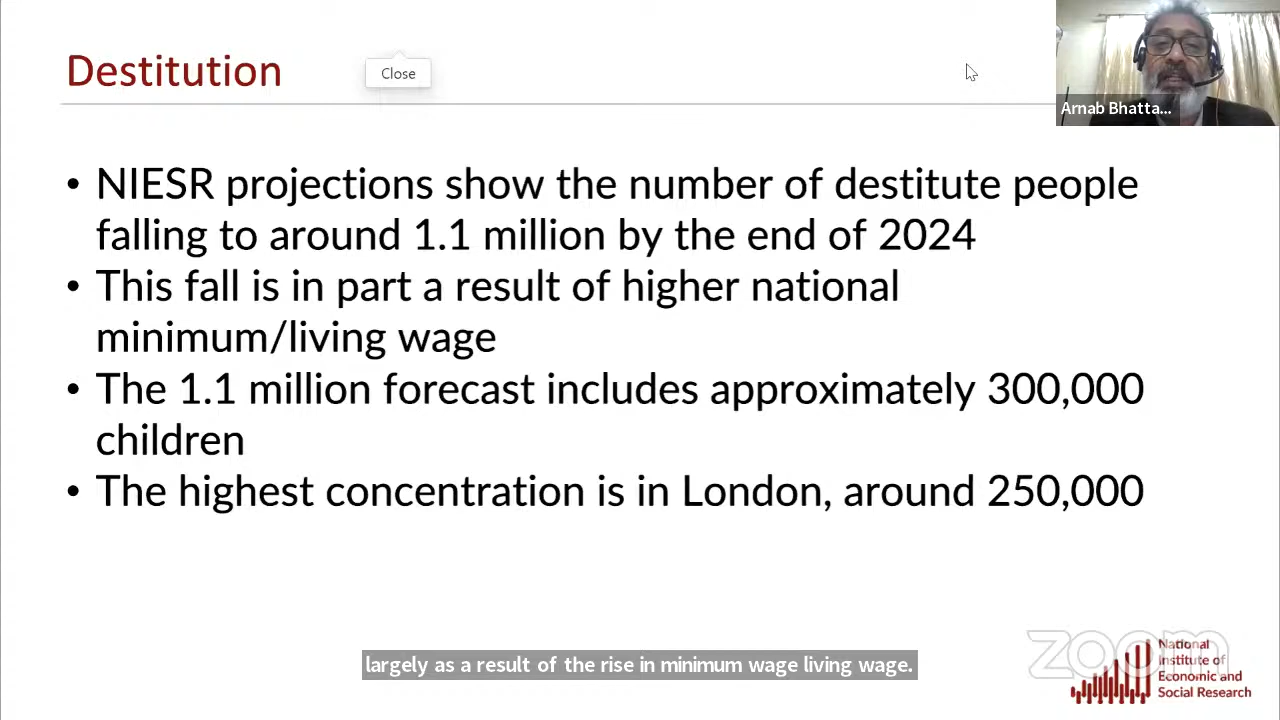 Destitution
Close
Arnab Bhatta...
• NIESR projections show the number of destitute people
falling to around 1.1 million by the end of 2024
• This fall is in part a result of higher national
minimum/living wage
• The 1.1 million forecast includes approximately 300,000
children
• The highest concentration is in London, around 250,000
largely as a result of the rise in minimum wage living wage.
zoom
National
Institute of
Economic and
Social Research